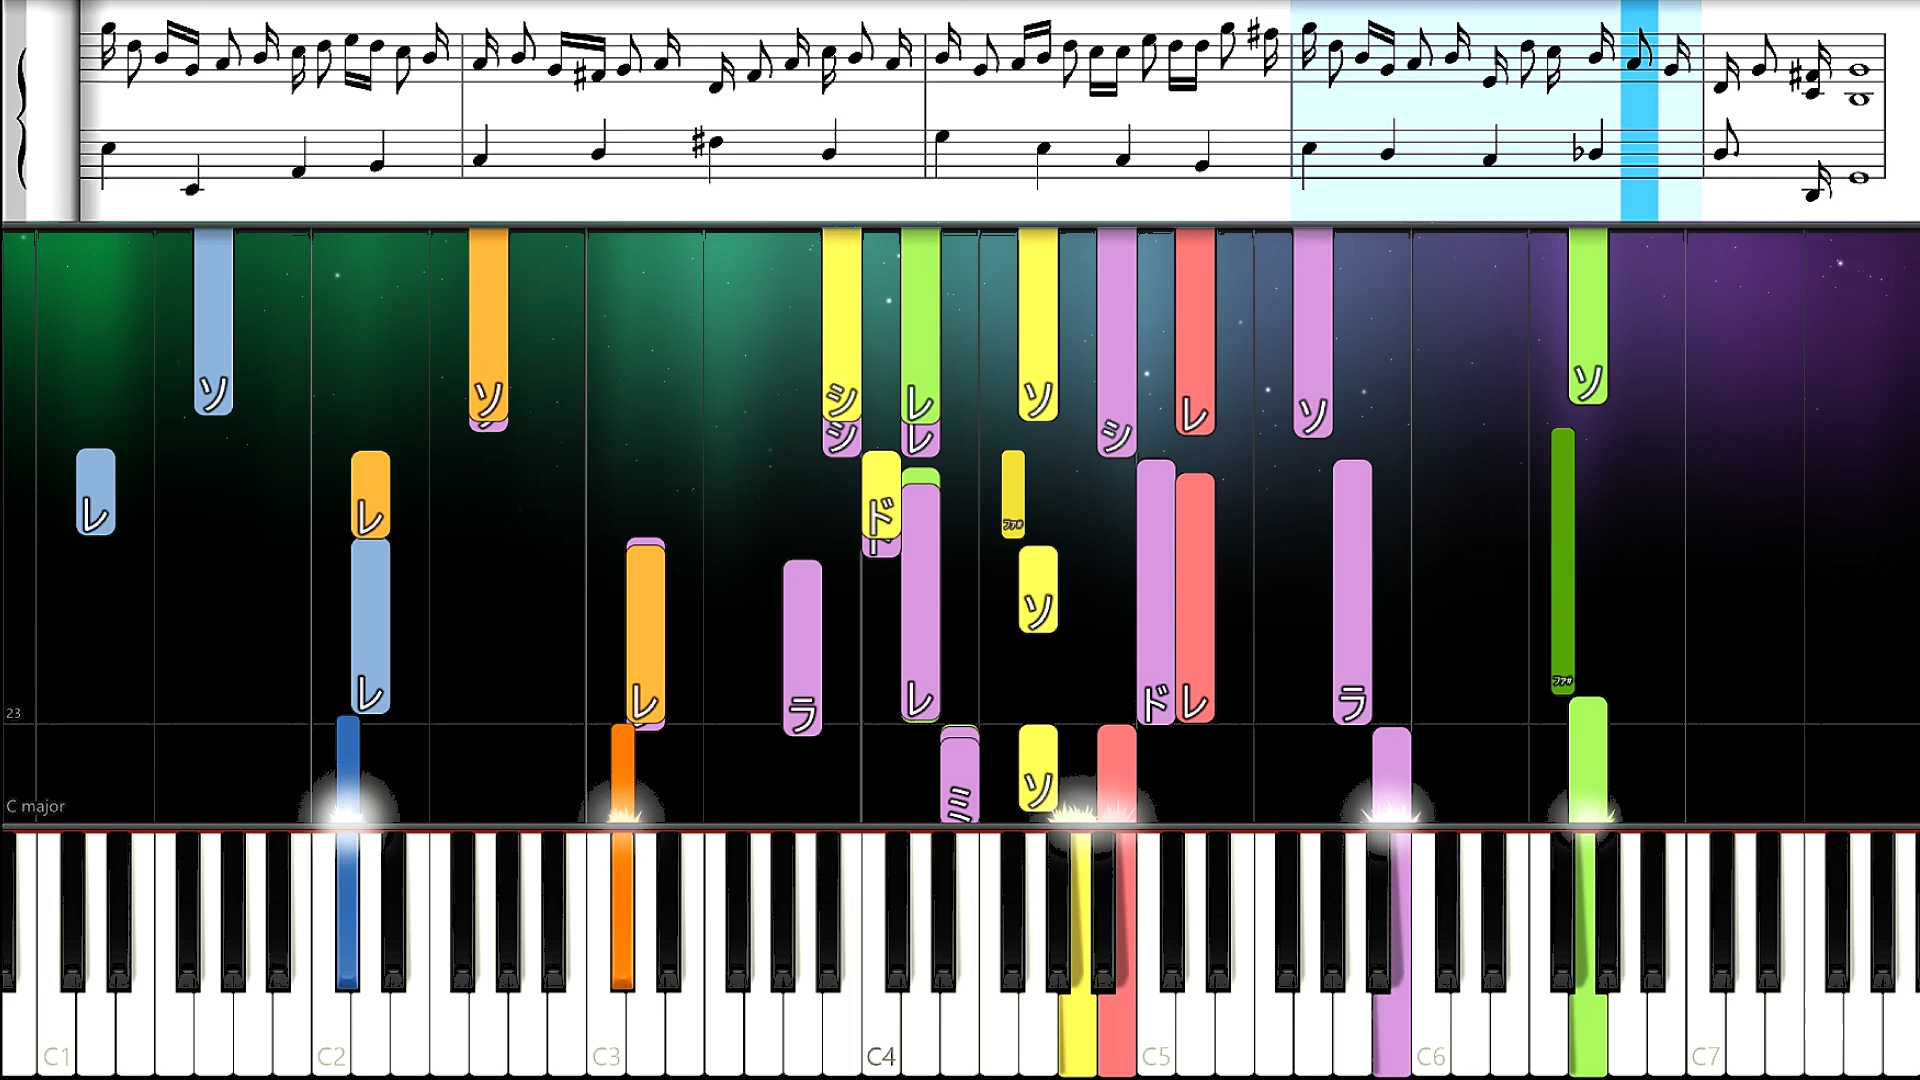 ソ ソ シ レ ソ シ レ ソ ソ
シ レ
レ レ ド ファ#
ド
ソ
レ レ ラ レ ド レ ラ ファ#
23
ミ ソ
C major
C1 C2 C3 C4 C5 C6 C7